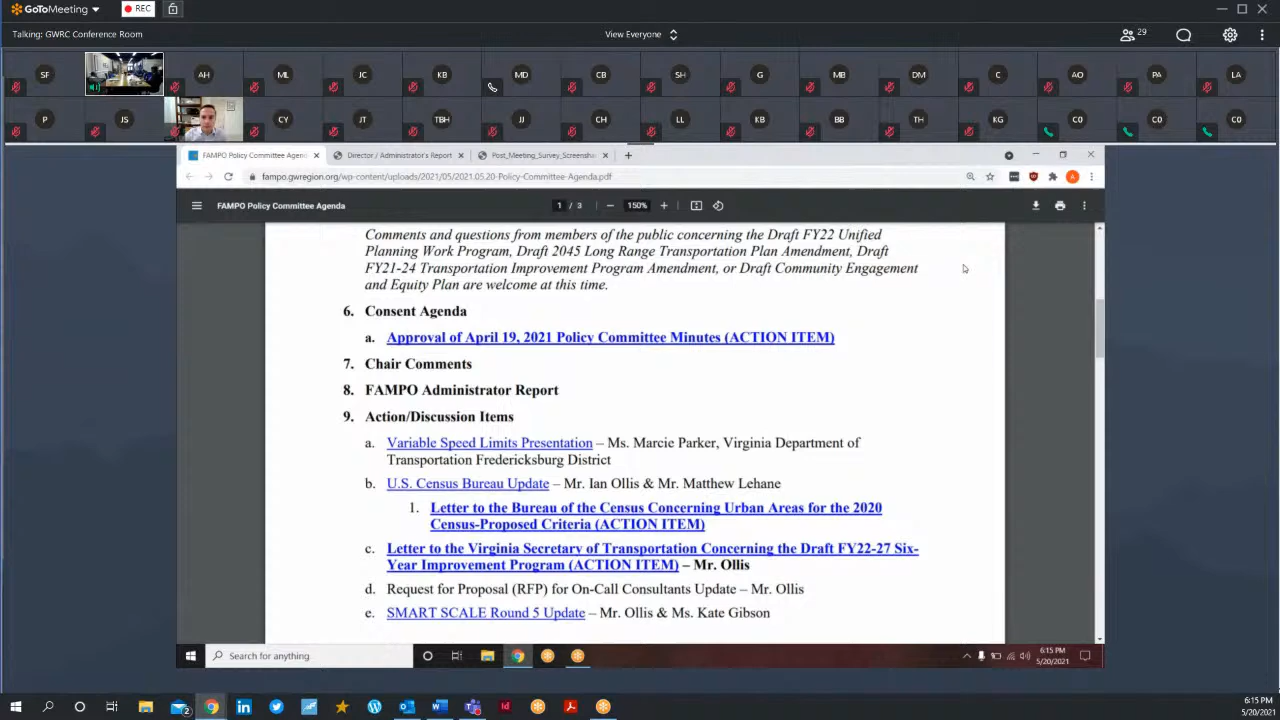 GoToMeeting
REC
Talking: GWRC Conference Room
View Everyone
29
SF
AH
ML
JC
KB
MD
CB
SH
G
MB
DM
C
AO
PA
LA
P
JS
CY
JT
TBH
JJ
CH
LL
KB
BB
TH
KG
C0
C0
C0
FAMPO Policy Committee Agend
Director / Administrator's Report
Post_Meeting_Survey_Screensha
fampo.gwregion.org/wp-content/uploads/2021/05/2021.05.20-Policy-Committee-Agenda.pdf
A
FAMPO Policy Committee Agenda
1 / 3
150%
Comments and questions from members of the public concerning the Draft FY22 Unified
Planning Work Program, Draft 2045 Long Range Transportation Plan Amendment, Draft
FY21-24 Transportation Improvement Program Amendment, or Draft Community Engagement
and Equity Plan are welcome at this time.
6. Consent Agenda
a. Approval of April 19, 2021 Policy Committee Minutes (ACTION ITEM)
7. Chair Comments
8. FAMPO Administrator Report
9. Action/Discussion Items
a. Variable Speed Limits Presentation – Ms. Marcie Parker, Virginia Department of
Transportation Fredericksburg District
b. U.S. Census Bureau Update – Mr. Ian Ollis & Mr. Matthew Lehane
1. Letter to the Bureau of the Census Concerning Urban Areas for the 2020
Census-Proposed Criteria (ACTION ITEM)
c. Letter to the Virginia Secretary of Transportation Concerning the Draft FY22-27 Six-
Year Improvement Program (ACTION ITEM) – Mr. Ollis
d. Request for Proposal (RFP) for On-Call Consultants Update – Mr. Ollis
e. SMART SCALE Round 5 Update – Mr. Ollis & Ms. Kate Gibson
Search for anything
6:15 PM
5/20/2021
2
6:15 PM
5/20/2021